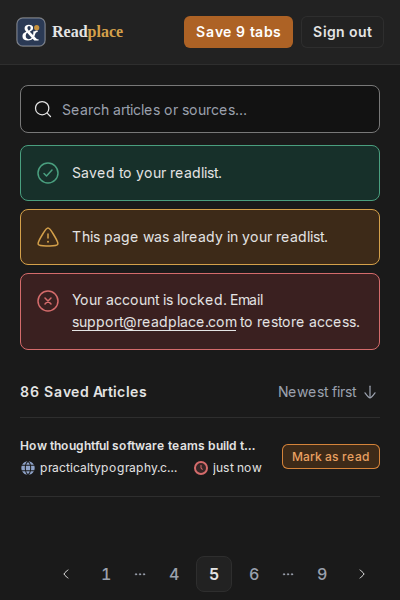 & Readplace
Save 9 tabs
Sign out
Search articles or sources...
Saved to your readlist.
This page was already in your readlist.
Your account is locked. Email
support@readplace.com to restore access.
86 Saved Articles
Newest first
How thoughtful software teams build t...
practicaltypography.c...
just now
Mark as read
1 ... 4 5 6 ... 9